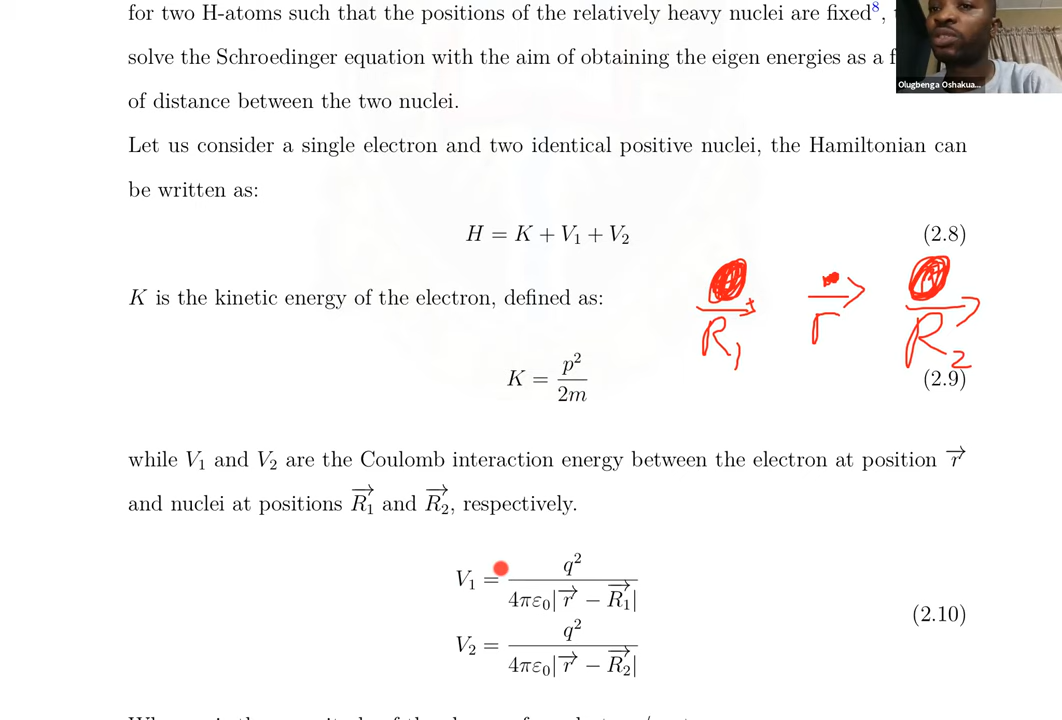 for two H-atoms such that the positions of the relatively heavy nuclei are fixed⁸,
solve the Schroedinger equation with the aim of obtaining the eigen energies as a f
Olugbenga Oshakua...
of distance between the two nuclei.
Let us consider a single electron and two identical positive nuclei, the Hamiltonian can
be written as:
H = K + V₁ + V₂ (2.8)
K is the kinetic energy of the electron, defined as:
R₁ r R₂
K = p²/2m (2.9)
while V₁ and V₂ are the Coulomb interaction energy between the electron at position r⃗
and nuclei at positions R⃗₁ and R⃗₂, respectively.
V₁ = q²/4πε₀|r⃗ − R⃗₁|
(2.10)
V₂ = q²/4πε₀|r⃗ − R⃗₂|